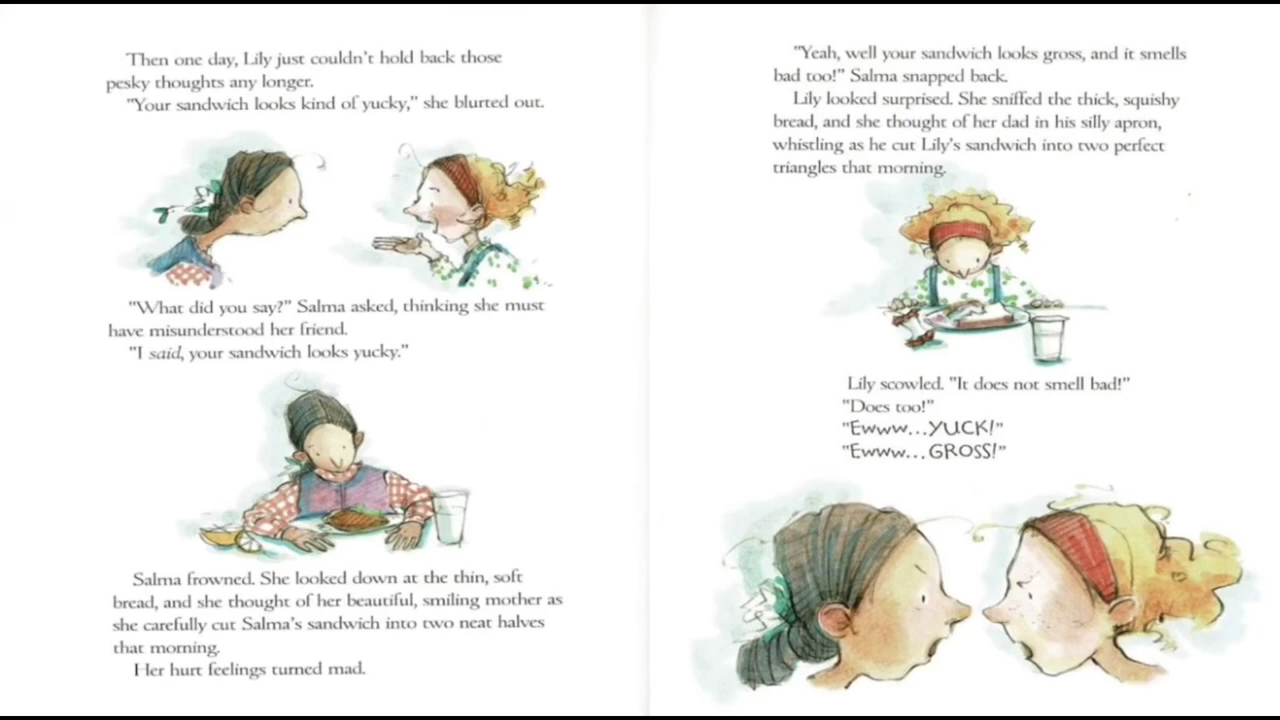 Then one day, Lily just couldn't hold back those
pesky thoughts any longer.
"Your sandwich looks kind of yucky," she blurted out.
"What did you say?" Salma asked, thinking she must
have misunderstood her friend.
"I said, your sandwich looks yucky."
Salma frowned. She looked down at the thin, soft
bread, and she thought of her beautiful, smiling mother as
she carefully cut Salma's sandwich into two neat halves
that morning.
Her hurt feelings turned mad.
"Yeah, well your sandwich looks gross, and it smells
bad too!" Salma snapped back.
Lily looked surprised. She sniffed the thick, squishy
bread, and she thought of her dad in his silly apron,
whistling as he cut Lily's sandwich into two perfect
triangles that morning.
Lily scowled. "It does not smell bad!"
"Does too!"
"Ewww...YUCK!"
"Ewww...GROSS!"